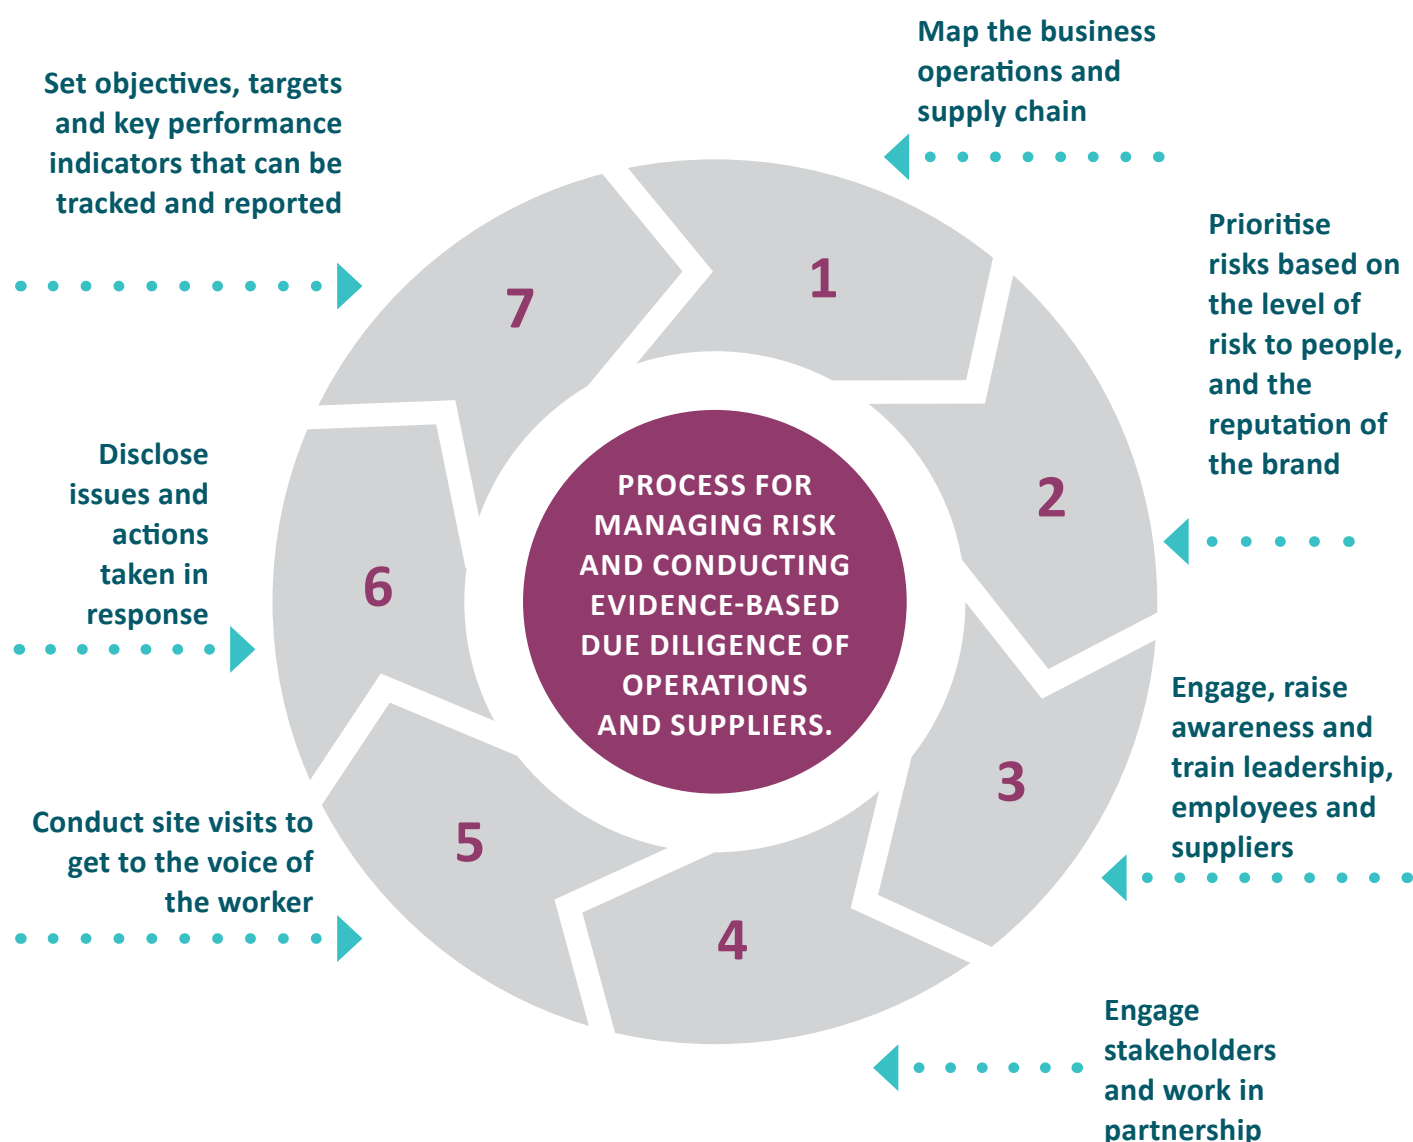 Map the business
operations and
supply chain
1
Prioritise
risks based on
the level of
risk to people,
and the
reputation of
the brand
2
Engage, raise
awareness and
train leadership,
employees and
suppliers
3
Engage
stakeholders
and work in
partnership
4
Conduct site visits to
get to the voice of
the worker
5
Disclose
issues and
actions
taken in
response
6
Set objectives, targets
and key performance
indicators that can be
tracked and reported
7
PROCESS FOR
MANAGING RISK
AND CONDUCTING
EVIDENCE-BASED
DUE DILIGENCE OF
OPERATIONS
AND SUPPLIERS.